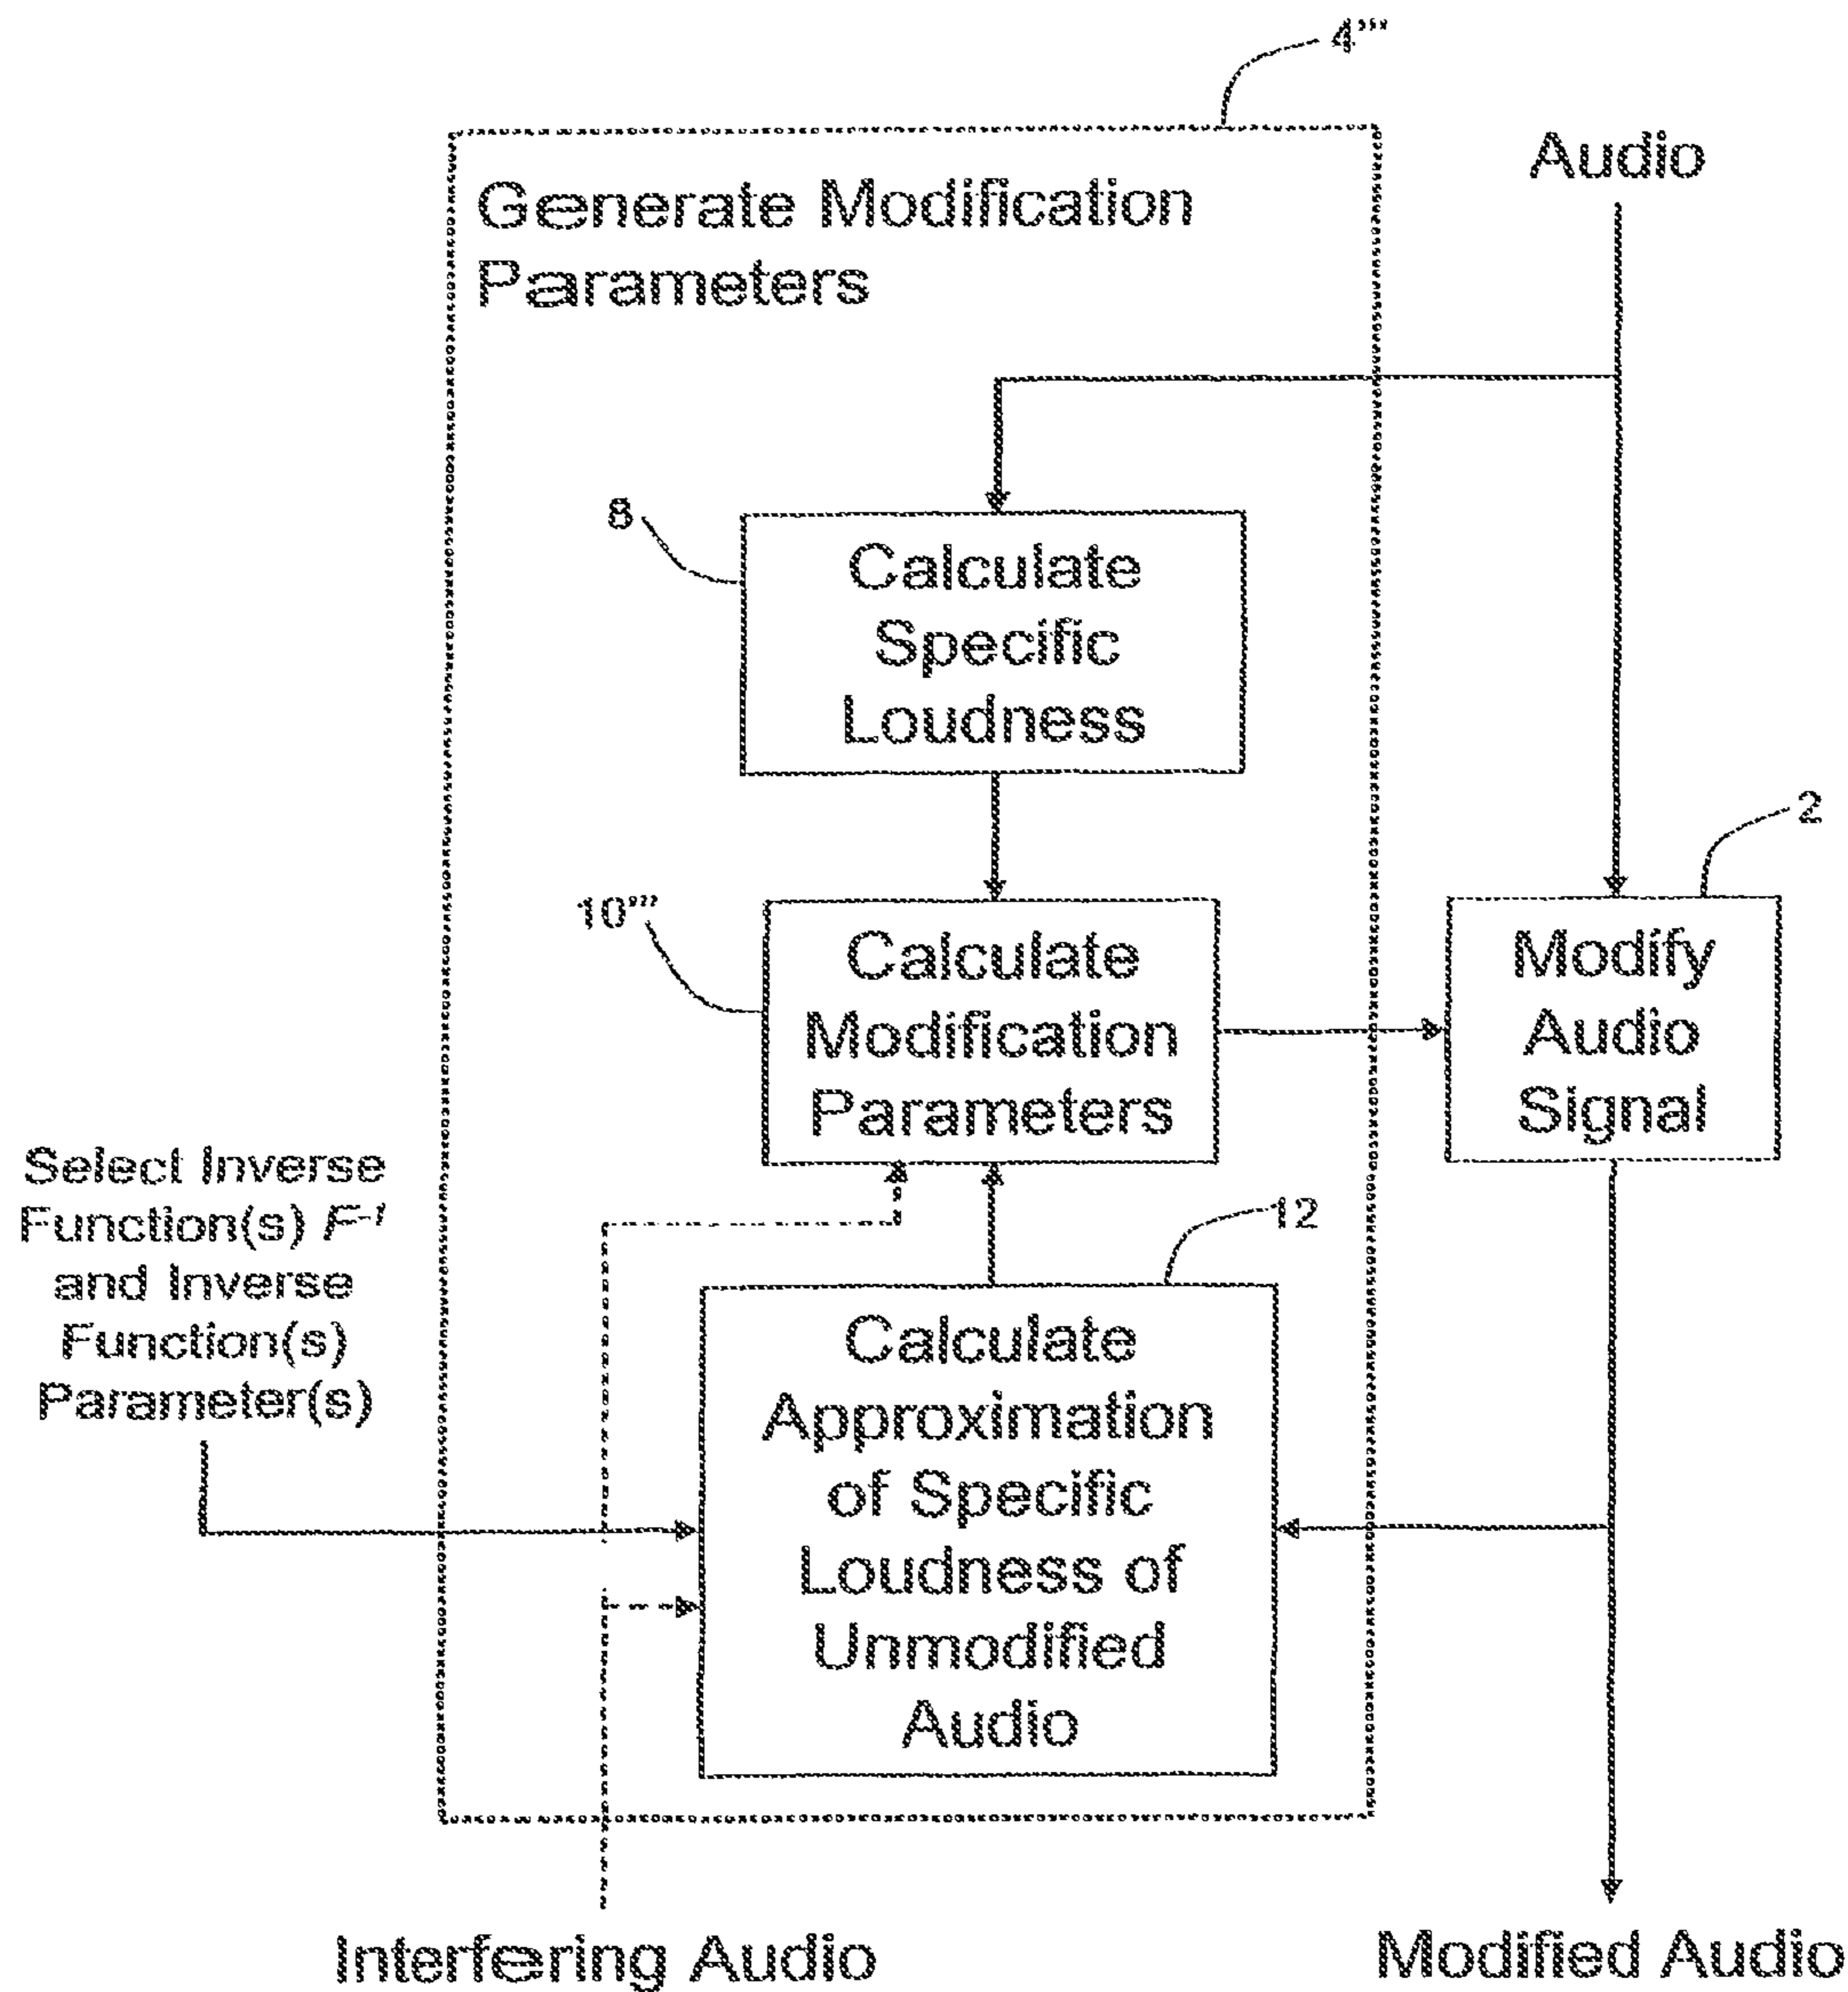 4''''
Audio
Generate Modification
Parameters
8
Calculate
Specific
Loudness
2
10''''
Calculate
Modification
Parameters
Modify
Audio
Signal
Select Inverse
Function(s) F⁻¹
and Inverse
Function(s)
Parameter(s)
12
Calculate
Approximation
of Specific
Loudness of
Unmodified
Audio
Interfering Audio
Modified Audio